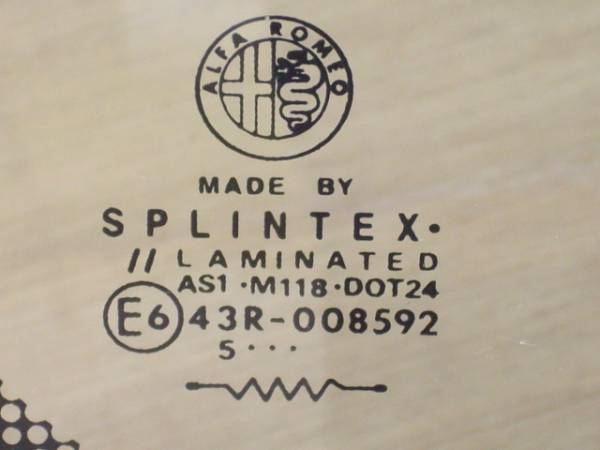 ALFA ROMEO
MADE BY
SPLINTEX·
// LAMINATED
AS1·M118·DOT24
E6 43R-008592
5···